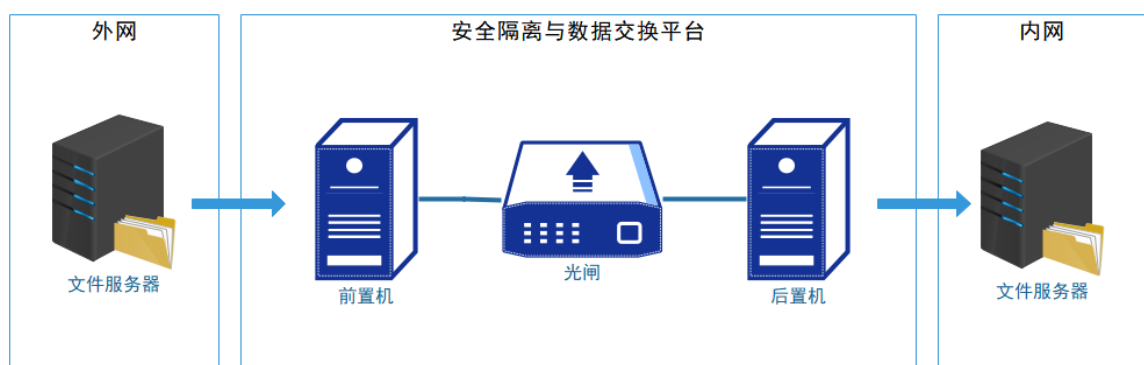 外网
安全隔离与数据交换平台
内网
文件服务器
前置机
光闸
后置机
文件服务器